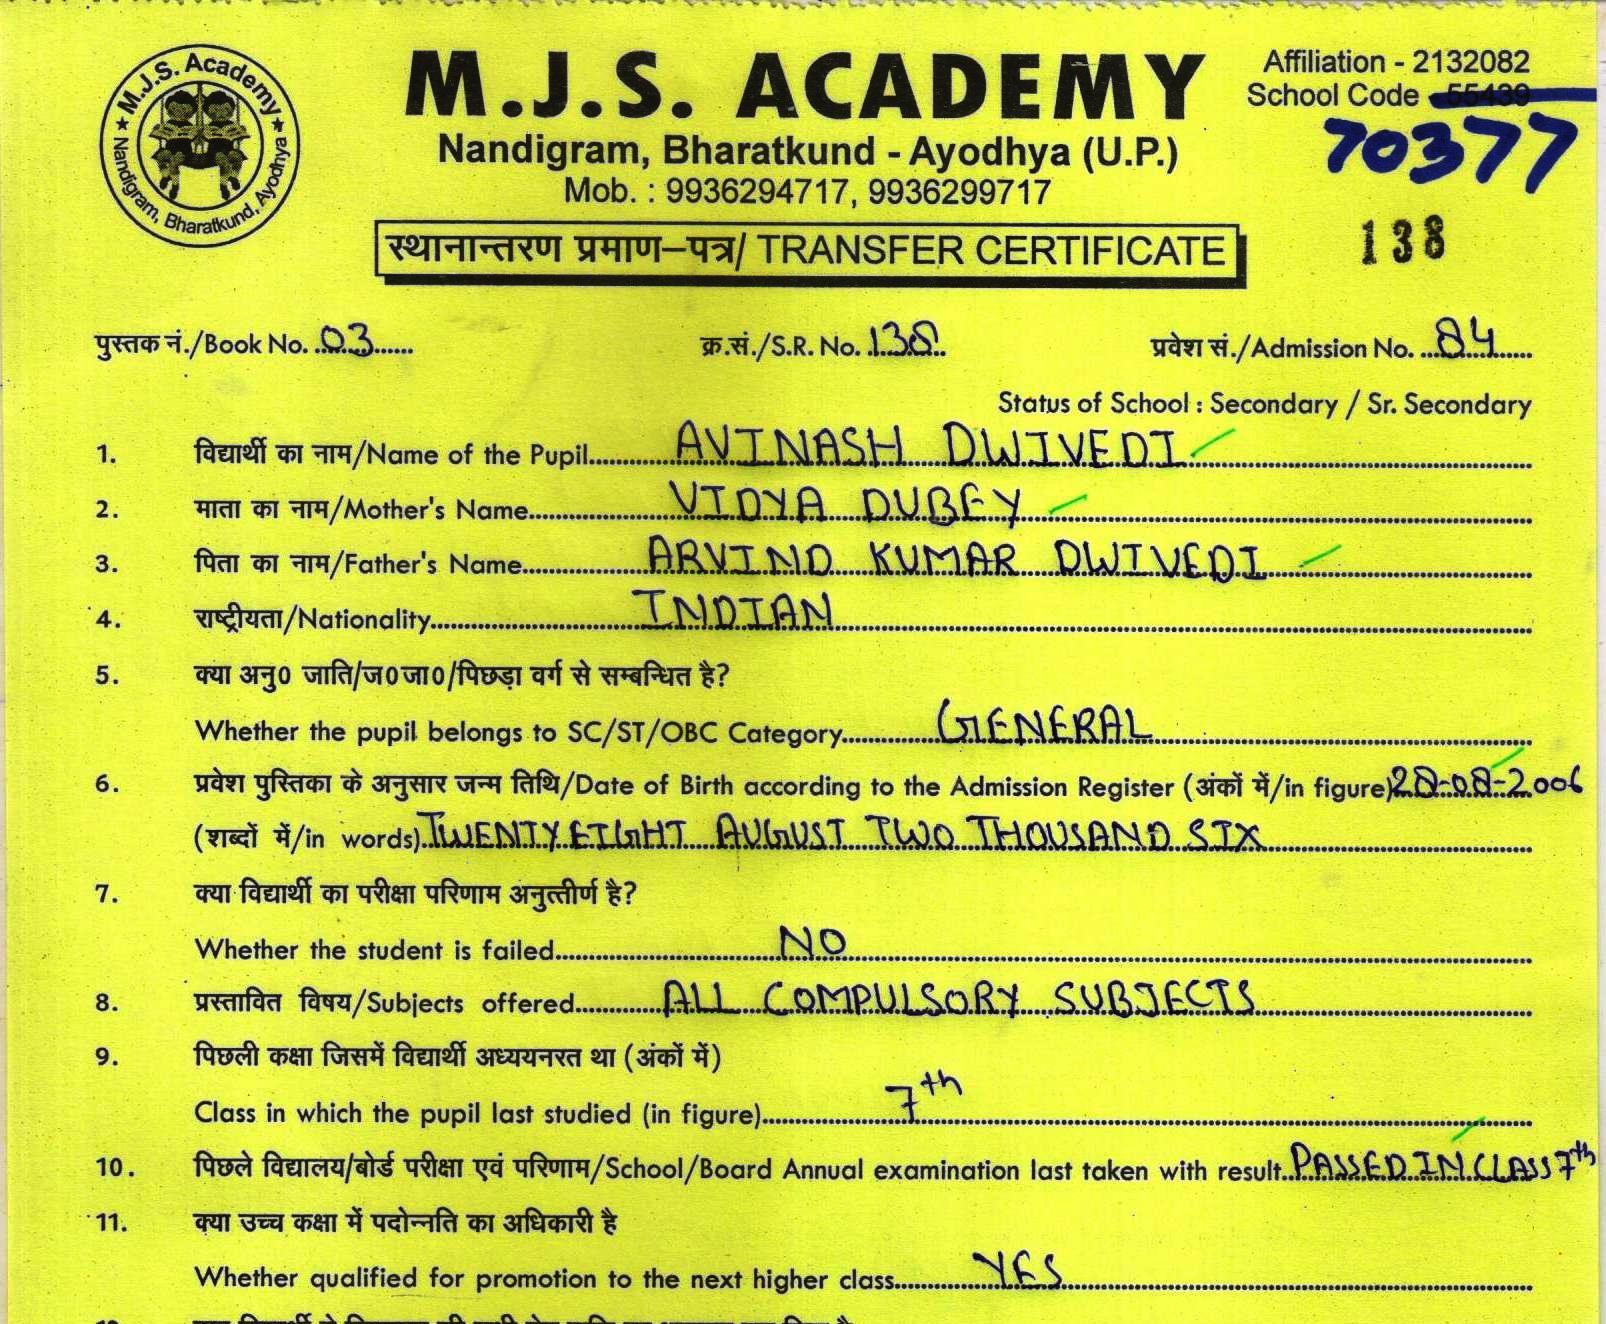 M.J.S. Academy
Nandigram, Bharatkund, Ayodhya
M.J.S. ACADEMY
Nandigram, Bharatkund - Ayodhya (U.P.)
Mob. : 9936294717, 9936299717
Affiliation - 2132082
School Code - 55439
70377
138
स्थानान्तरण प्रमाण–पत्र/ TRANSFER CERTIFICATE
पुस्तक नं./Book No. 03 क्र.सं./S.R. No. 138 प्रवेश सं./Admission No. 84
Status of School : Secondary / Sr. Secondary
1. विद्यार्थी का नाम/Name of the Pupil AVINASH DWIVEDI
2. माता का नाम/Mother's Name VIDYA DUBEY
3. पिता का नाम/Father's Name ARVIND KUMAR DWIVEDI
4. राष्ट्रीयता/Nationality INDIAN
5. क्या अनु0 जाति/ज0जा0/पिछड़ा वर्ग से सम्बन्धित है?
Whether the pupil belongs to SC/ST/OBC Category GENERAL
6. प्रवेश पुस्तिका के अनुसार जन्म तिथि/Date of Birth according to the Admission Register (अंकों में/in figure) 28-08-2006
(शब्दों में/in words) TWENTY EIGHT AUGUST TWO THOUSAND SIX
7. क्या विद्यार्थी का परीक्षा परिणाम अनुत्तीर्ण है?
Whether the student is failed NO
8. प्रस्तावित विषय/Subjects offered ALL COMPULSORY SUBJECTS
9. पिछली कक्षा जिसमें विद्यार्थी अध्ययनरत था (अंकों में)
Class in which the pupil last studied (in figure) 7th
10. पिछले विद्यालय/बोर्ड परीक्षा एवं परिणाम/School/Board Annual examination last taken with result PASSED IN CLASS 7th
11. क्या उच्च कक्षा में पदोन्नति का अधिकारी है
Whether qualified for promotion to the next higher class YES